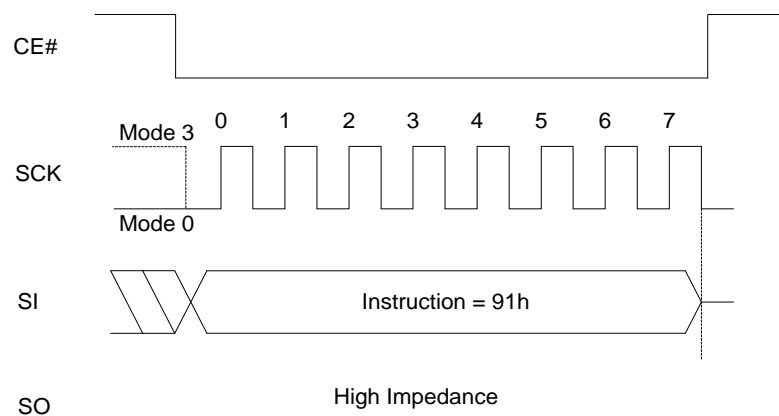 CE#
0 1 2 3 4 5 6 7
Mode 3
SCK
Mode 0
SI
Instruction = 91h
SO
High Impedance